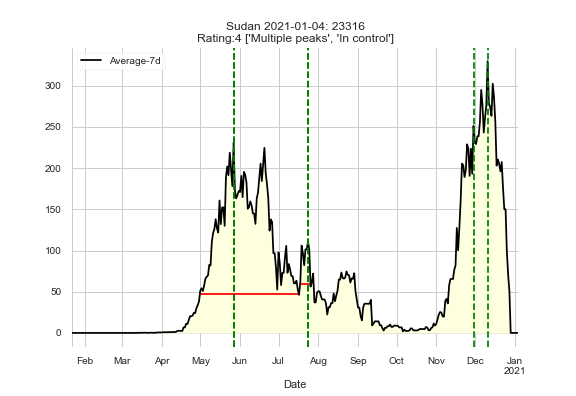 Sudan 2021-01-04: 23316
Rating:4 ['Multiple peaks', 'In control']
Average-7d
300
250
200
150
100
50
0
Feb Mar Apr May Jun Jul Aug Sep Oct Nov Dec Jan
2021
Date